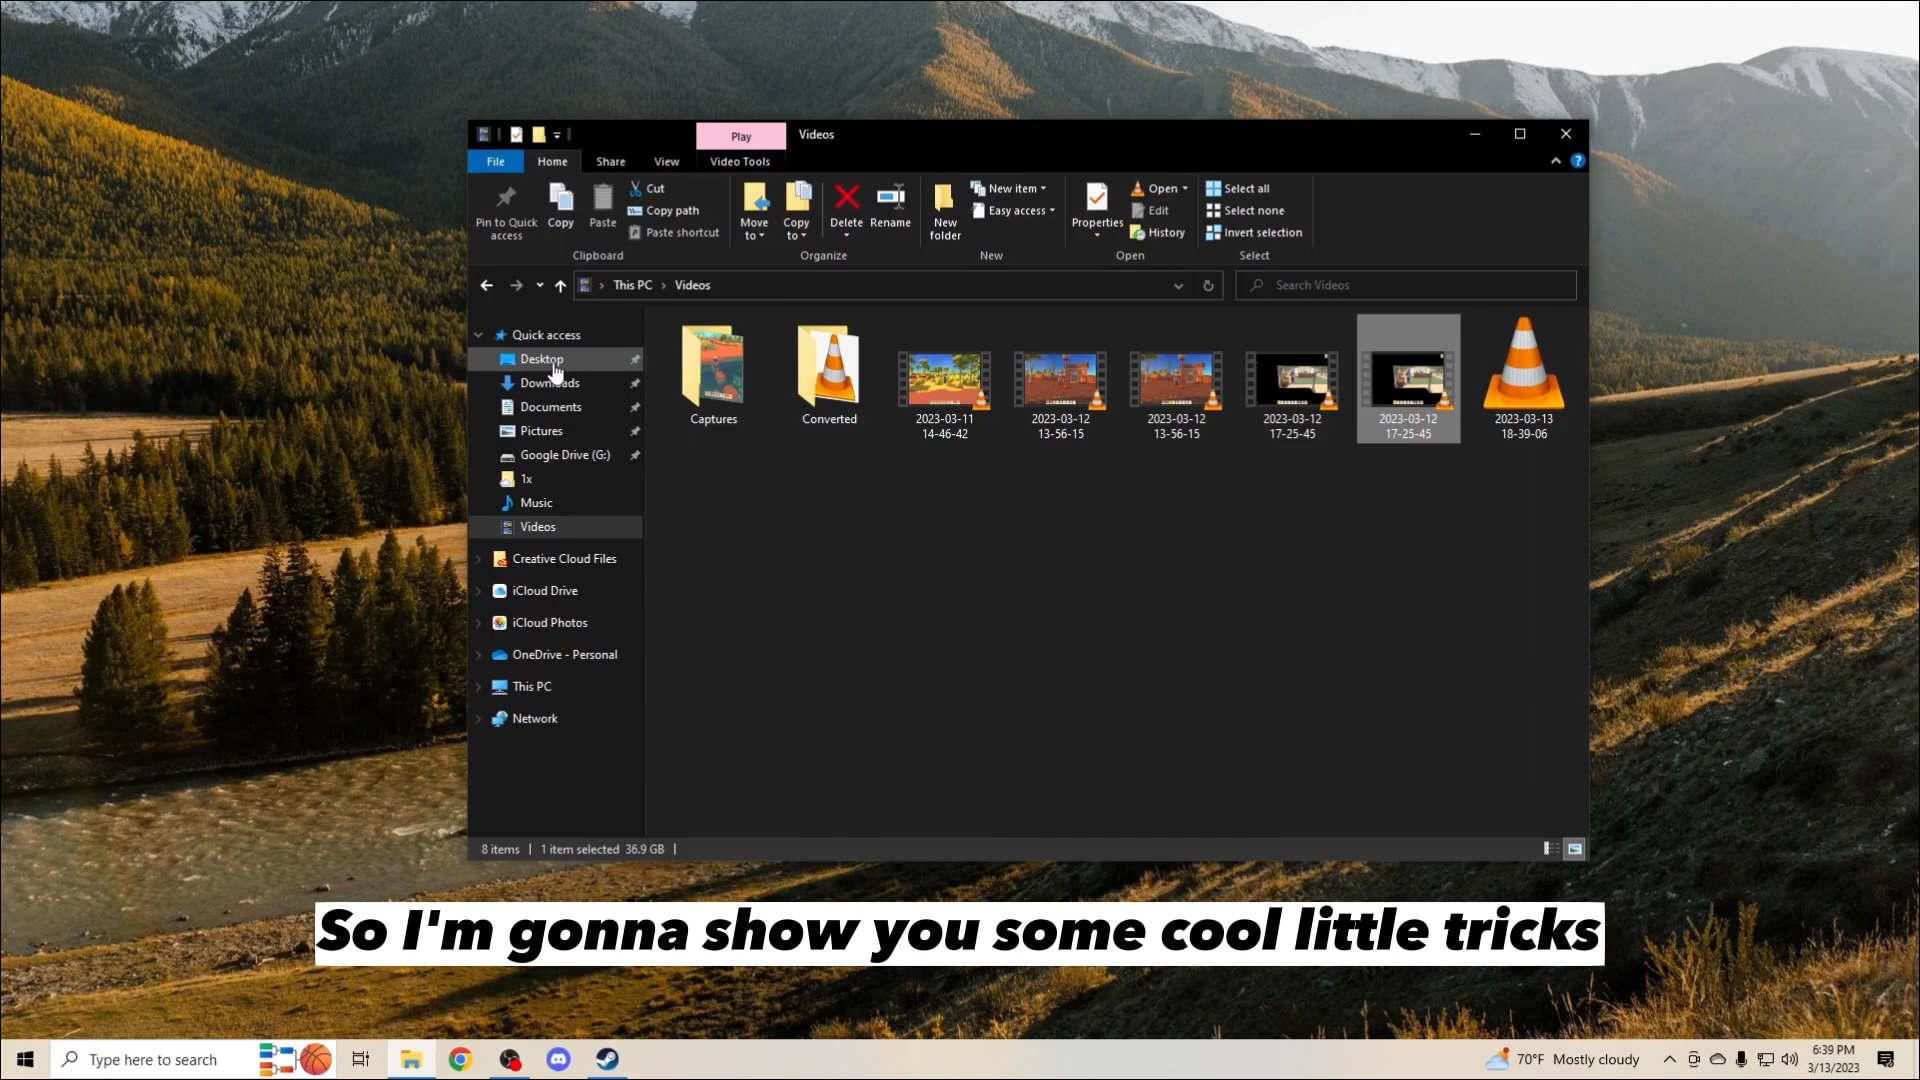 Play
Videos
File
Home
Share
View
Video Tools
Pin to Quick access
Copy
Paste
Cut
Copy path
Paste shortcut
Clipboard
Move to
Copy to
Delete
Rename
Organize
New folder
New item
Easy access
New
Properties
Open
Edit
History
Open
Select all
Select none
Invert selection
Select
This PC > Videos
Search Videos
Quick access
Desktop
Downloads
Documents
Pictures
Google Drive (G:)
1x
Music
Videos
Creative Cloud Files
iCloud Drive
iCloud Photos
OneDrive - Personal
This PC
Network
Captures
Converted
2023-03-11
14-46-42
2023-03-12
13-56-15
2023-03-12
13-56-15
2023-03-12
17-25-45
2023-03-12
17-25-45
2023-03-13
18-39-06
8 items
1 item selected 36.9 GB
So I'm gonna show you some cool little tricks
Type here to search
70°F Mostly cloudy
6:39 PM
3/13/2023